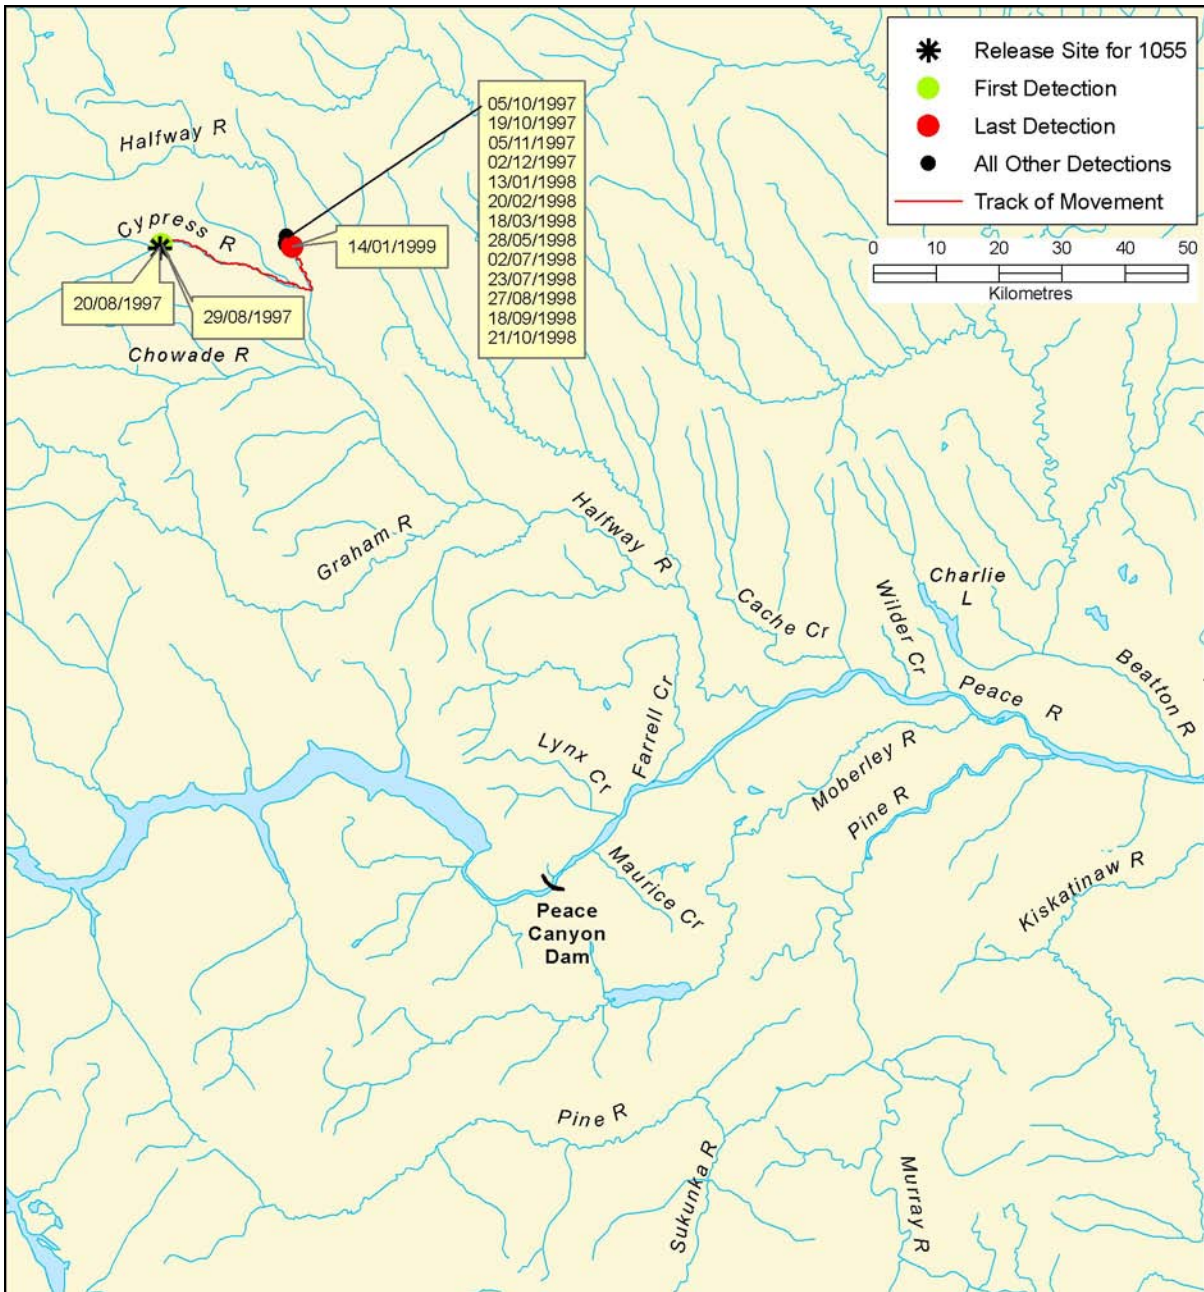 Release Site for 1055
First Detection
Last Detection
All Other Detections
Track of Movement
0 10 20 30 40 50
Kilometres
05/10/1997
19/10/1997
05/11/1997
02/12/1997
13/01/1998
20/02/1998
18/03/1998
28/05/1998
02/07/1998
23/07/1998
27/08/1998
18/09/1998
21/10/1998
Halfway R
Cypress R
14/01/1999
20/08/1997
29/08/1997
Chowade R
Halfway R
Graham R
Charlie
L
Cache Cr
Wilder Cr
Beatton R
Peace R
Farrell Cr
Lynx Cr
Moberley R
Pine R
Maurice Cr
Kiskatinaw R
Peace
Canyon
Dam
Pine R
Sukunka R
Murray R